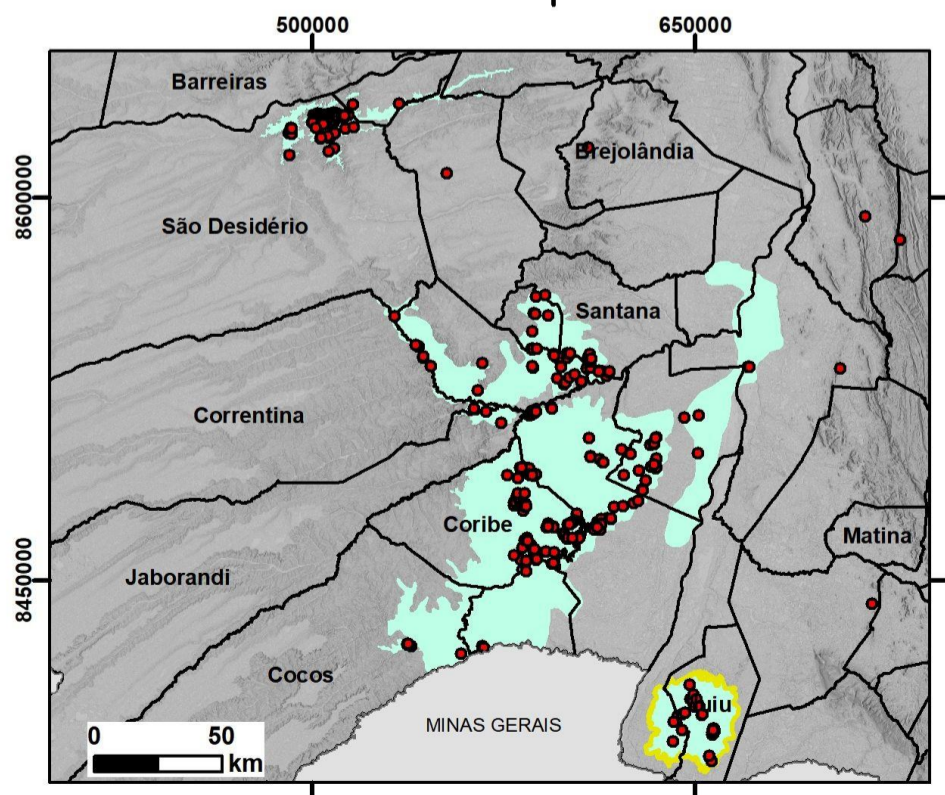 500000 650000
Barreiras
Brejolândia
8600000
São Desidério
Santana
Correntina
Coribe
Matina
8450000
Jaborandi
Cocos
uiu
MINAS GERAIS
0 50
km